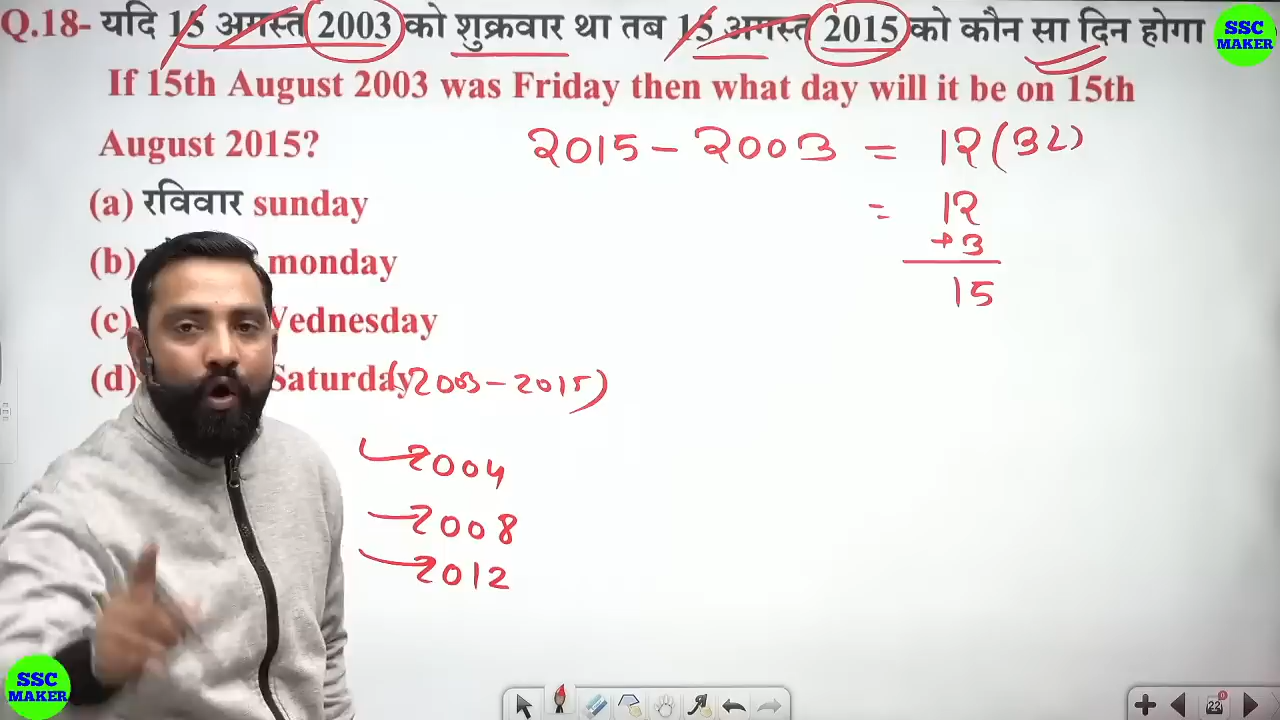 Q.18- यदि 15 अगस्त 2003 को शुक्रवार था तब 15 अगस्त 2015 को कौन सा दिन होगा
SSC
MAKER
If 15th August 2003 was Friday then what day will it be on 15th
August 2015?
2015 - 2003 = 12 (3L)
= 12
+3
15
(a) रविवार sunday
(b) monday
(c) Wednesday
(d) Saturday
(2003 - 2015)
2004
2008
2012
SSC
MAKER
22